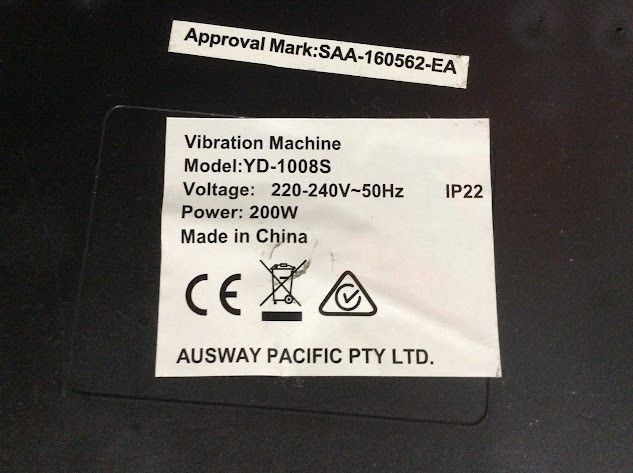 Approval Mark:SAA-160562-EA
Vibration Machine
Model:YD-1008S
Voltage: 220-240V~50Hz IP22
Power: 200W
Made in China
CE
AUSWAY PACIFIC PTY LTD.